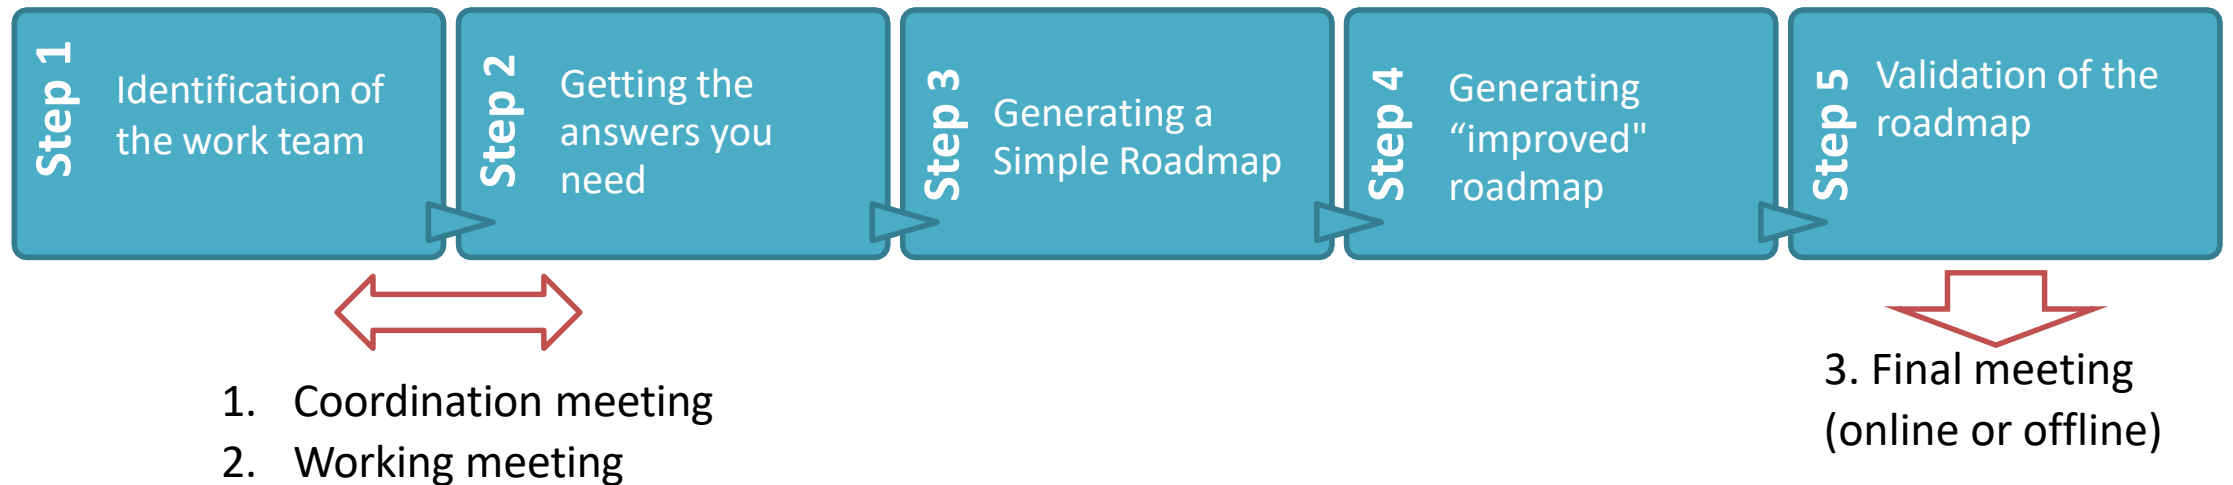 Step 1
Identification of
the work team
Step 2
Getting the
answers you
need
Step 3
Generating a
Simple Roadmap
Step 4
Generating
“improved"
roadmap
Step 5
Validation of the
roadmap
1. Coordination meeting
2. Working meeting
3. Final meeting
(online or offline)